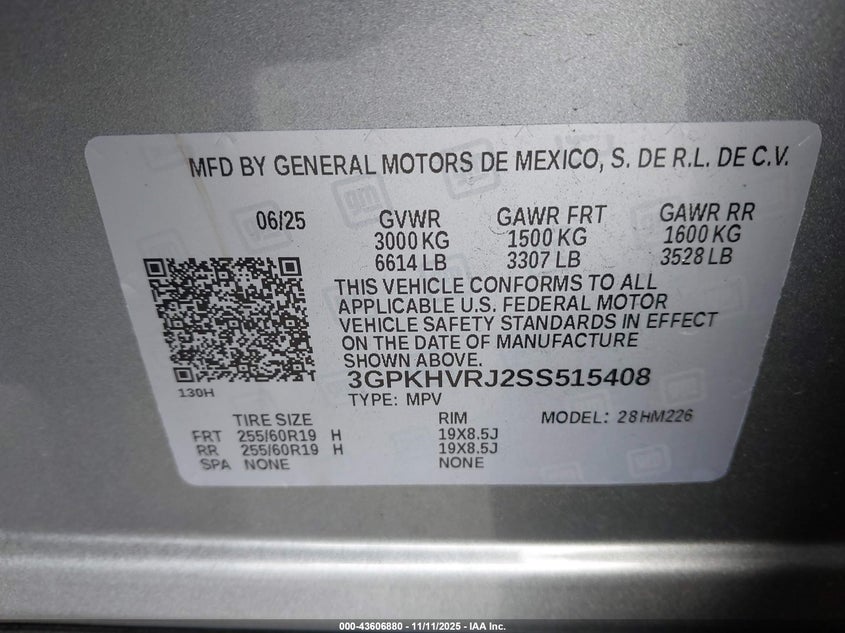 MFD BY GENERAL MOTORS DE MEXICO, S. DE R.L. DE C.V.
06/25 GVWR GAWR FRT GAWR RR
3000 KG 1500 KG 1600 KG
6614 LB 3307 LB 3528 LB
THIS VEHICLE CONFORMS TO ALL
APPLICABLE U.S. FEDERAL MOTOR
VEHICLE SAFETY STANDARDS IN EFFECT
ON THE DATE OF MANUFACTURE
SHOWN ABOVE.
3GPKHVRJ2SS515408
130H
TYPE: MPV
TIRE SIZE RIM MODEL: 28HM226
FRT 255/60R19 H 19X8.5J
RR 255/60R19 H 19X8.5J
SPA NONE NONE
000-43606880 - 11/11/2025 - IAA Inc.